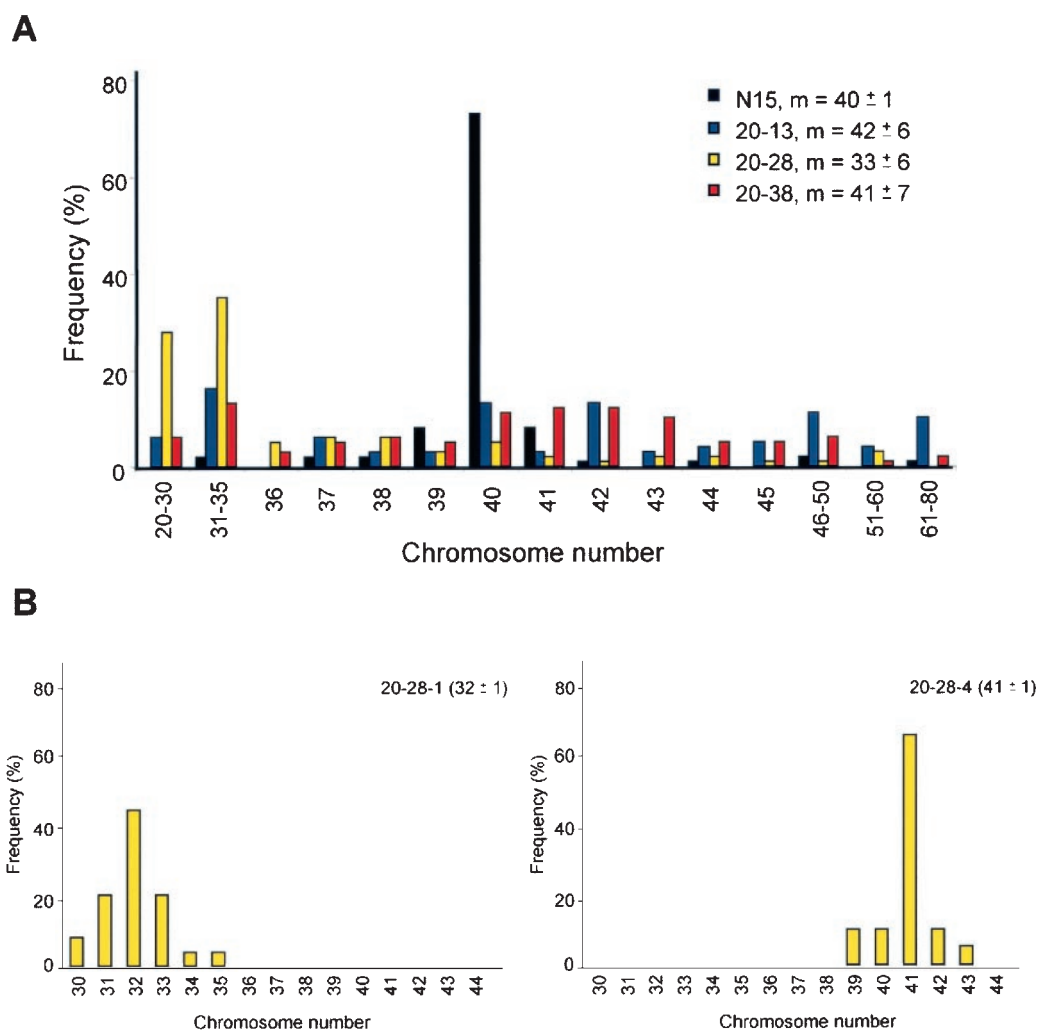 A
80
60
40
20
0
Frequency (%)
N15, m = 40 ± 1
20-13, m = 42 ± 6
20-28, m = 33 ± 6
20-38, m = 41 ± 7
20-30 31-35 36 37 38 39 40 41 42 43 44 45 46-50 51-60 61-80
Chromosome number
B
80
60
40
20
0
Frequency (%)
20-28-1 (32 ± 1)
30 31 32 33 34 35 36 37 38 39 40 41 42 43 44
Chromosome number
80
60
40
20
0
Frequency (%)
20-28-4 (41 ± 1)
30 31 32 33 34 35 36 37 38 39 40 41 42 43 44
Chromosome number